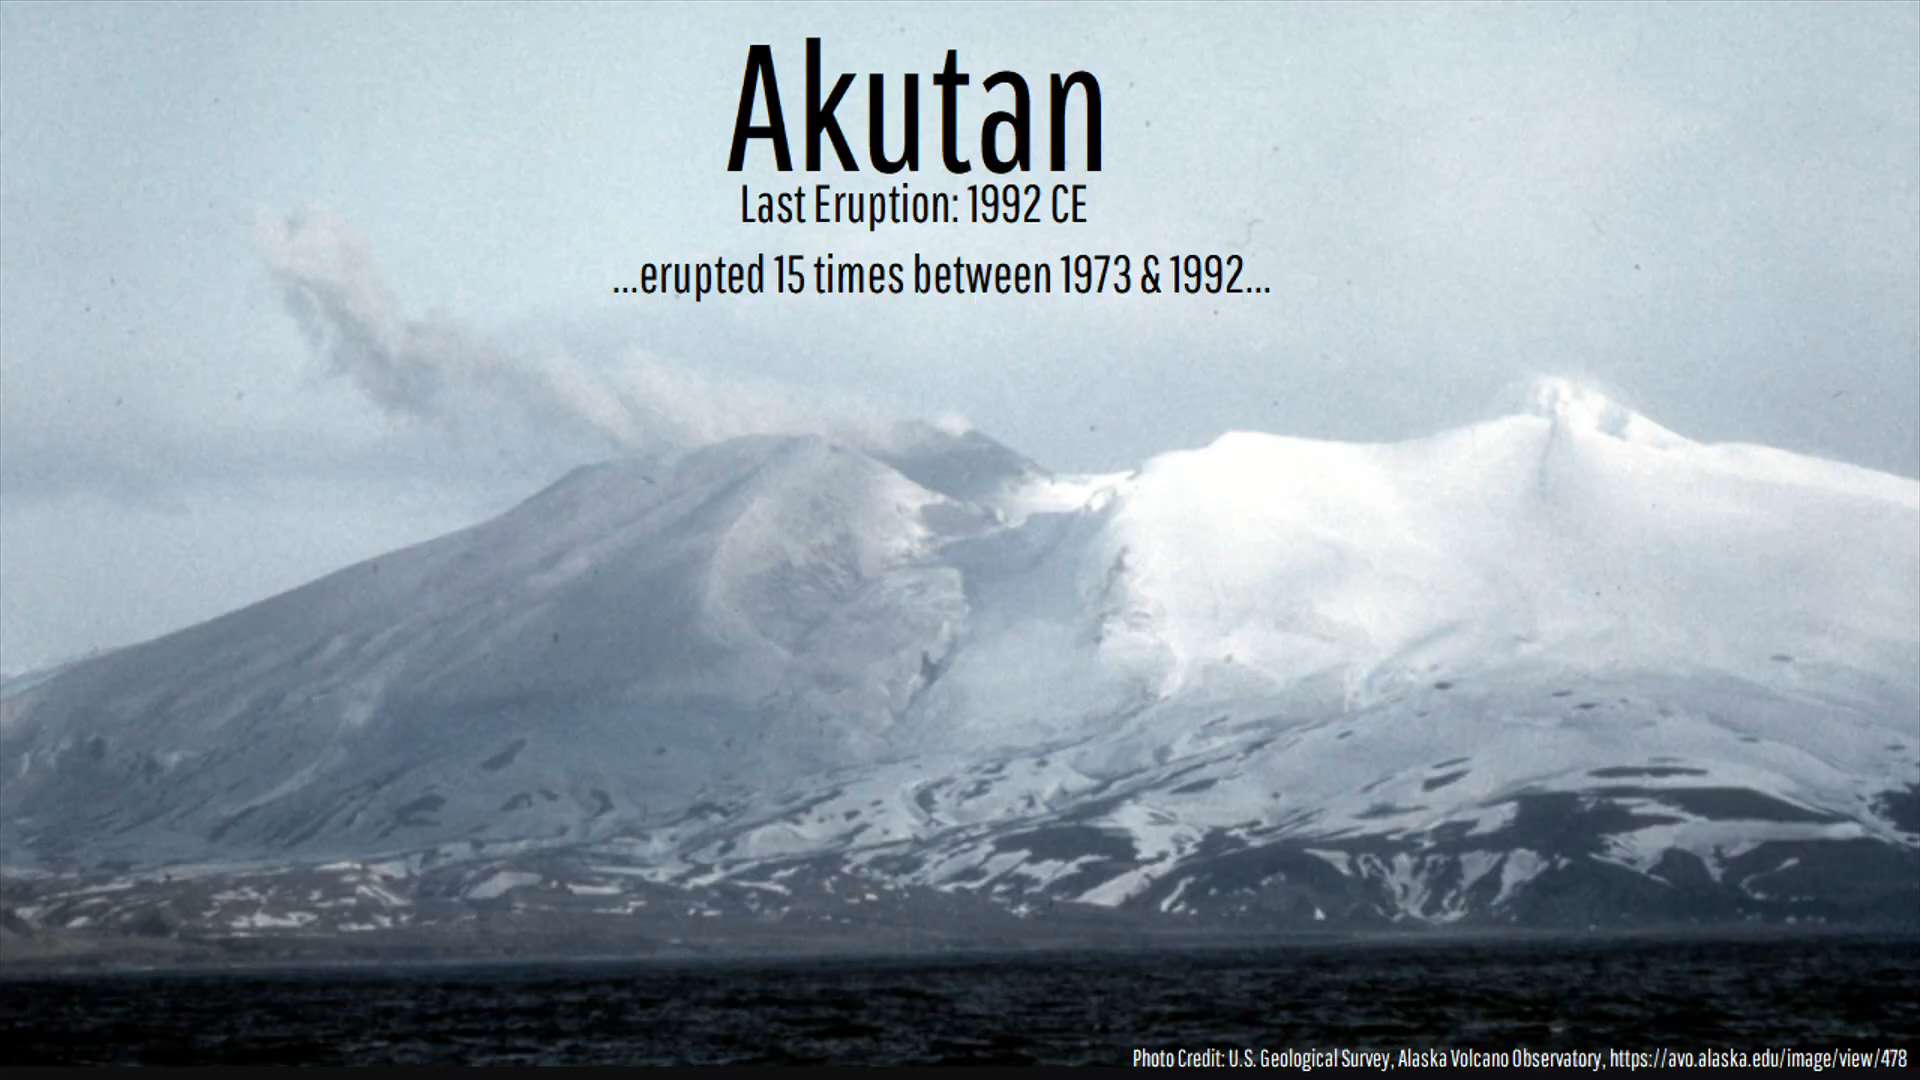 Akutan
Last Eruption: 1992 CE
...erupted 15 times between 1973 & 1992...
Photo Credit: U.S. Geological Survey, Alaska Volcano Observatory, https://avo.alaska.edu/image/view/478